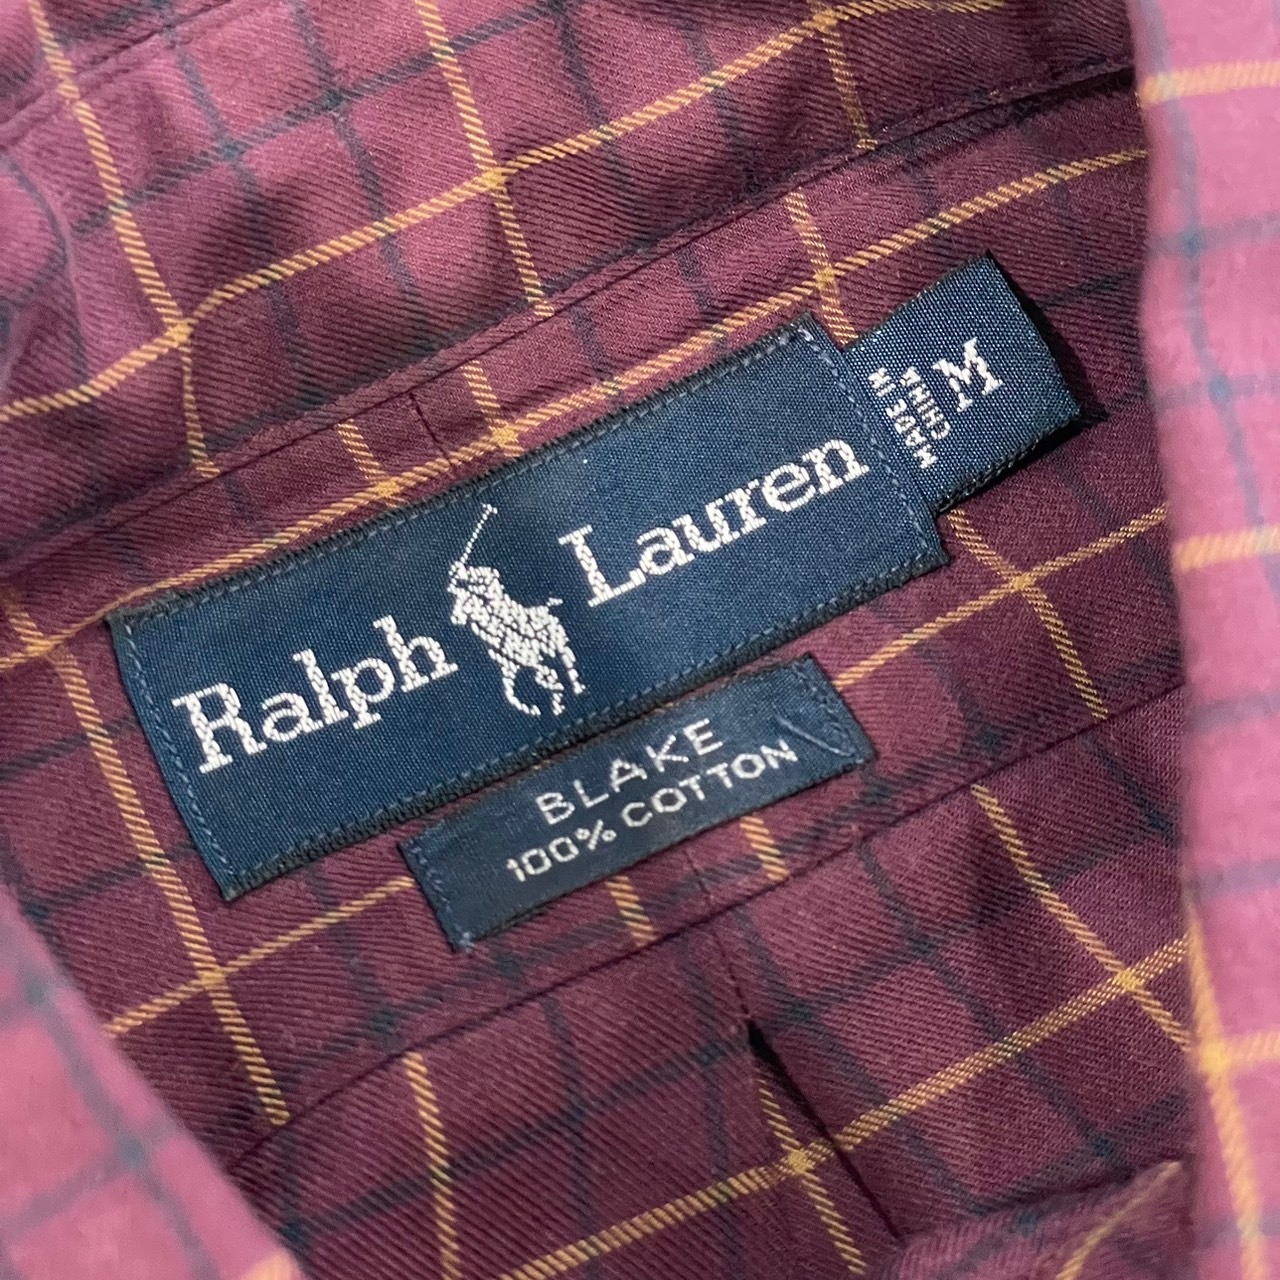 Ralph Lauren
MADE IN
CHINA
M
BLAKE
100% COTTON